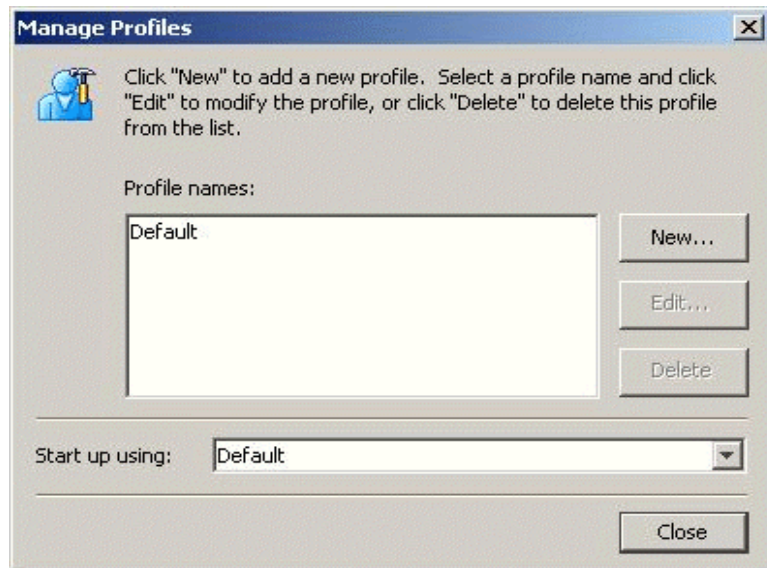 Manage Profiles
Click "New" to add a new profile. Select a profile name and click
"Edit" to modify the profile, or click "Delete" to delete this profile
from the list.
Profile names:
Default
New...
Edit...
Delete
Start up using:
Default
Close